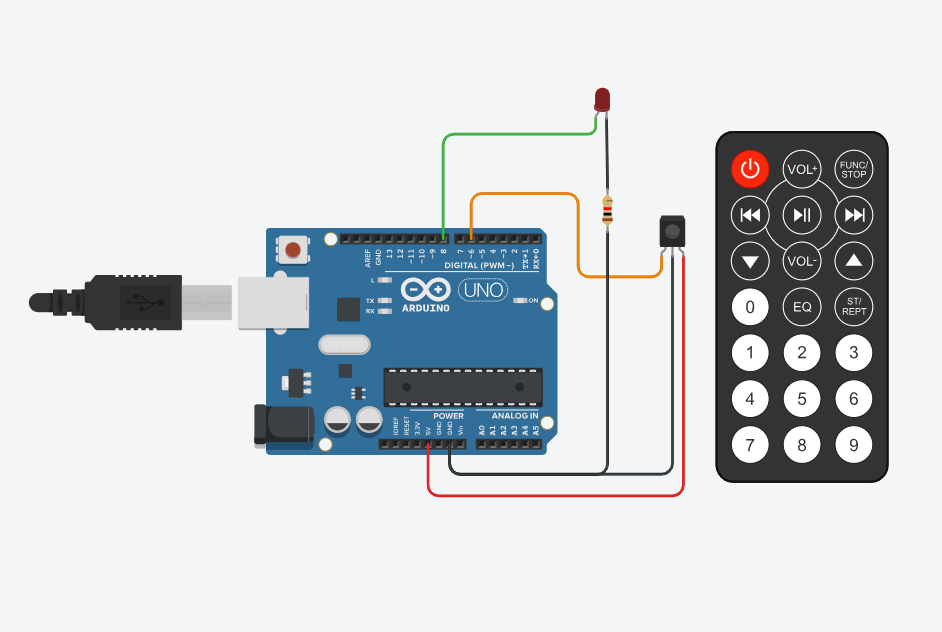 VOL+
FUNC/
STOP
VOL-
0
EQ
ST/
REPT
1
2
3
4
5
6
7
8
9
AREF
GND
13
12
~11
~10
~9
8
7
~6
~5
4
~3
2
TX→1
RX←0
DIGITAL (PWM~)
L
TX
RX
ARDUINO
UNO
ON
POWER
ANALOG IN
IOREF
RESET
3.3V
5V
GND
GND
Vin
A0
A1
A2
A3
A4
A5